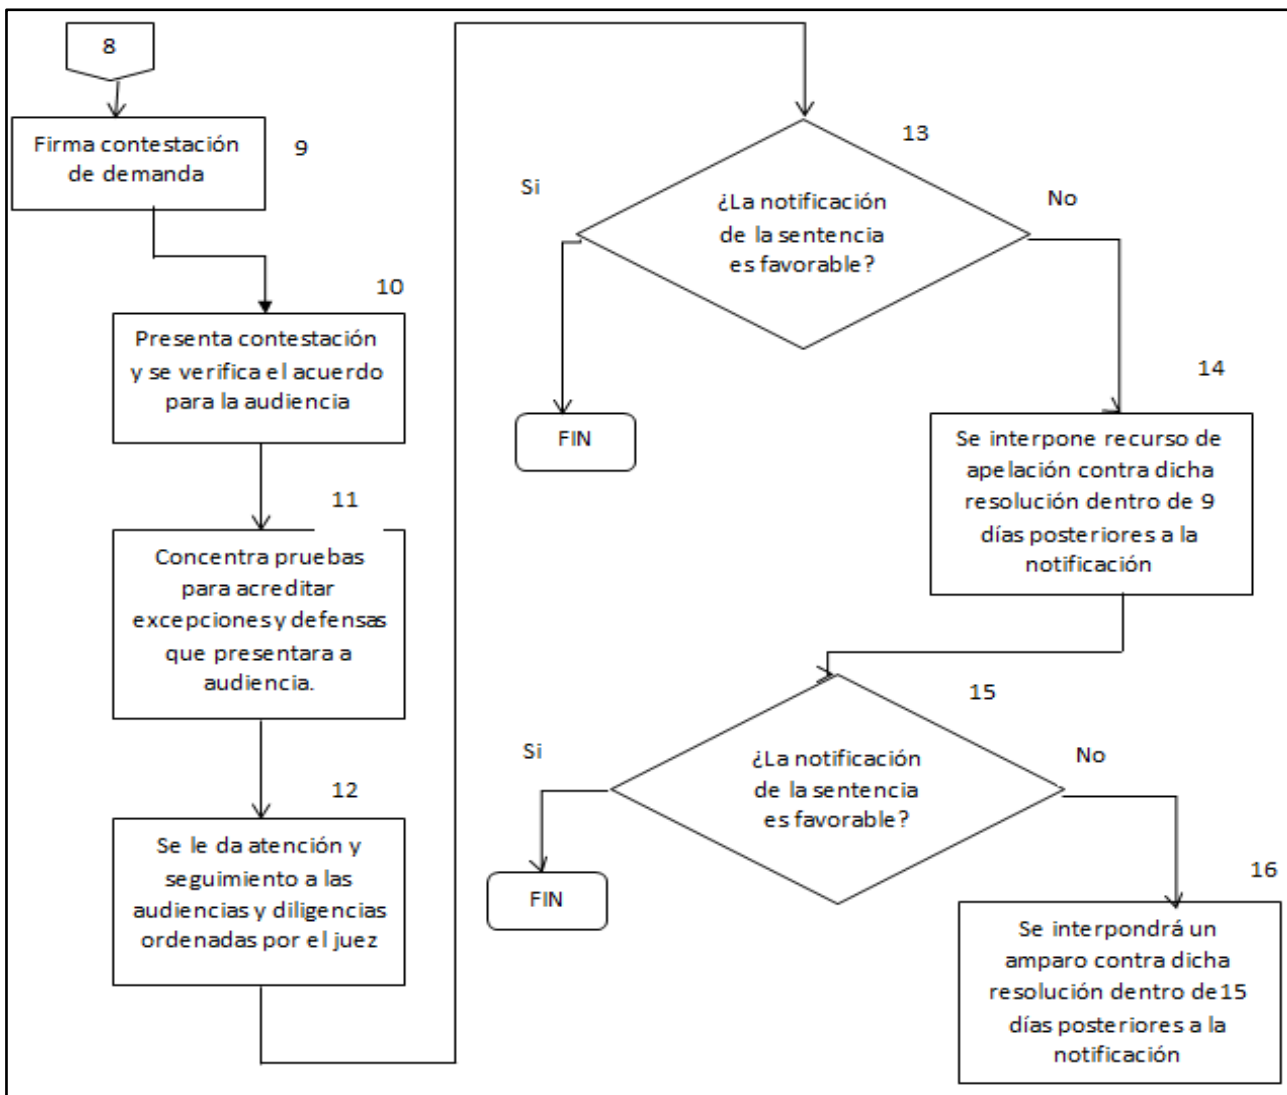 8
Firma contestación
de demanda
9
10
Presenta contestación
y se verifica el acuerdo
para la audiencia
11
Concentra pruebas
para acreditar
excepciones y defensas
que presentara a
audiencia.
12
Se le da atención y
seguimiento a las
audiencias y diligencias
ordenadas por el juez
13
Si
No
¿La notificación
de la sentencia
es favorable?
FIN
14
Se interpone recurso de
apelación contra dicha
resolución dentro de 9
días posteriores a la
notificación
15
Si
No
¿La notificación
de la sentencia
es favorable?
FIN
16
Se interpondrá un
amparo contra dicha
resolución dentro de15
días posteriores a la
notificación